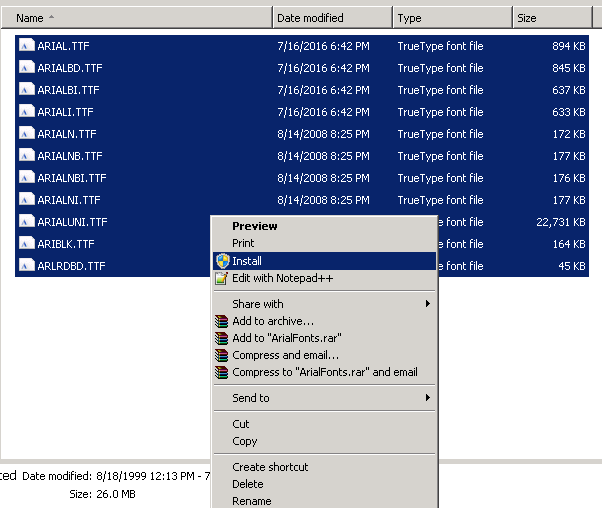 Name Date modified Type Size
ARIAL.TTF 7/16/2016 6:42 PM TrueType font file 894 KB
ARIALBD.TTF 7/16/2016 6:42 PM TrueType font file 845 KB
ARIALBI.TTF 7/16/2016 6:42 PM TrueType font file 637 KB
ARIALI.TTF 7/16/2016 6:42 PM TrueType font file 633 KB
ARIALN.TTF 8/14/2008 8:25 PM TrueType font file 172 KB
ARIALNB.TTF 8/14/2008 8:25 PM TrueType font file 177 KB
ARIALNBI.TTF 8/14/2008 8:25 PM TrueType font file 176 KB
ARIALNI.TTF 8/14/2008 8:25 PM TrueType font file 177 KB
ARIALUNI.TTF e font file 22,731 KB
ARIBLK.TTF e font file 164 KB
ARLRDBD.TTF e font file 45 KB
Preview
Print
Install
Edit with Notepad++
Share with
Add to archive...
Add to "ArialFonts.rar"
Compress and email...
Compress to "ArialFonts.rar" and email
Send to
Cut
Copy
Create shortcut
Delete
Rename
ted Date modified: 8/18/1999 12:13 PM - 7
Size: 26.0 MB